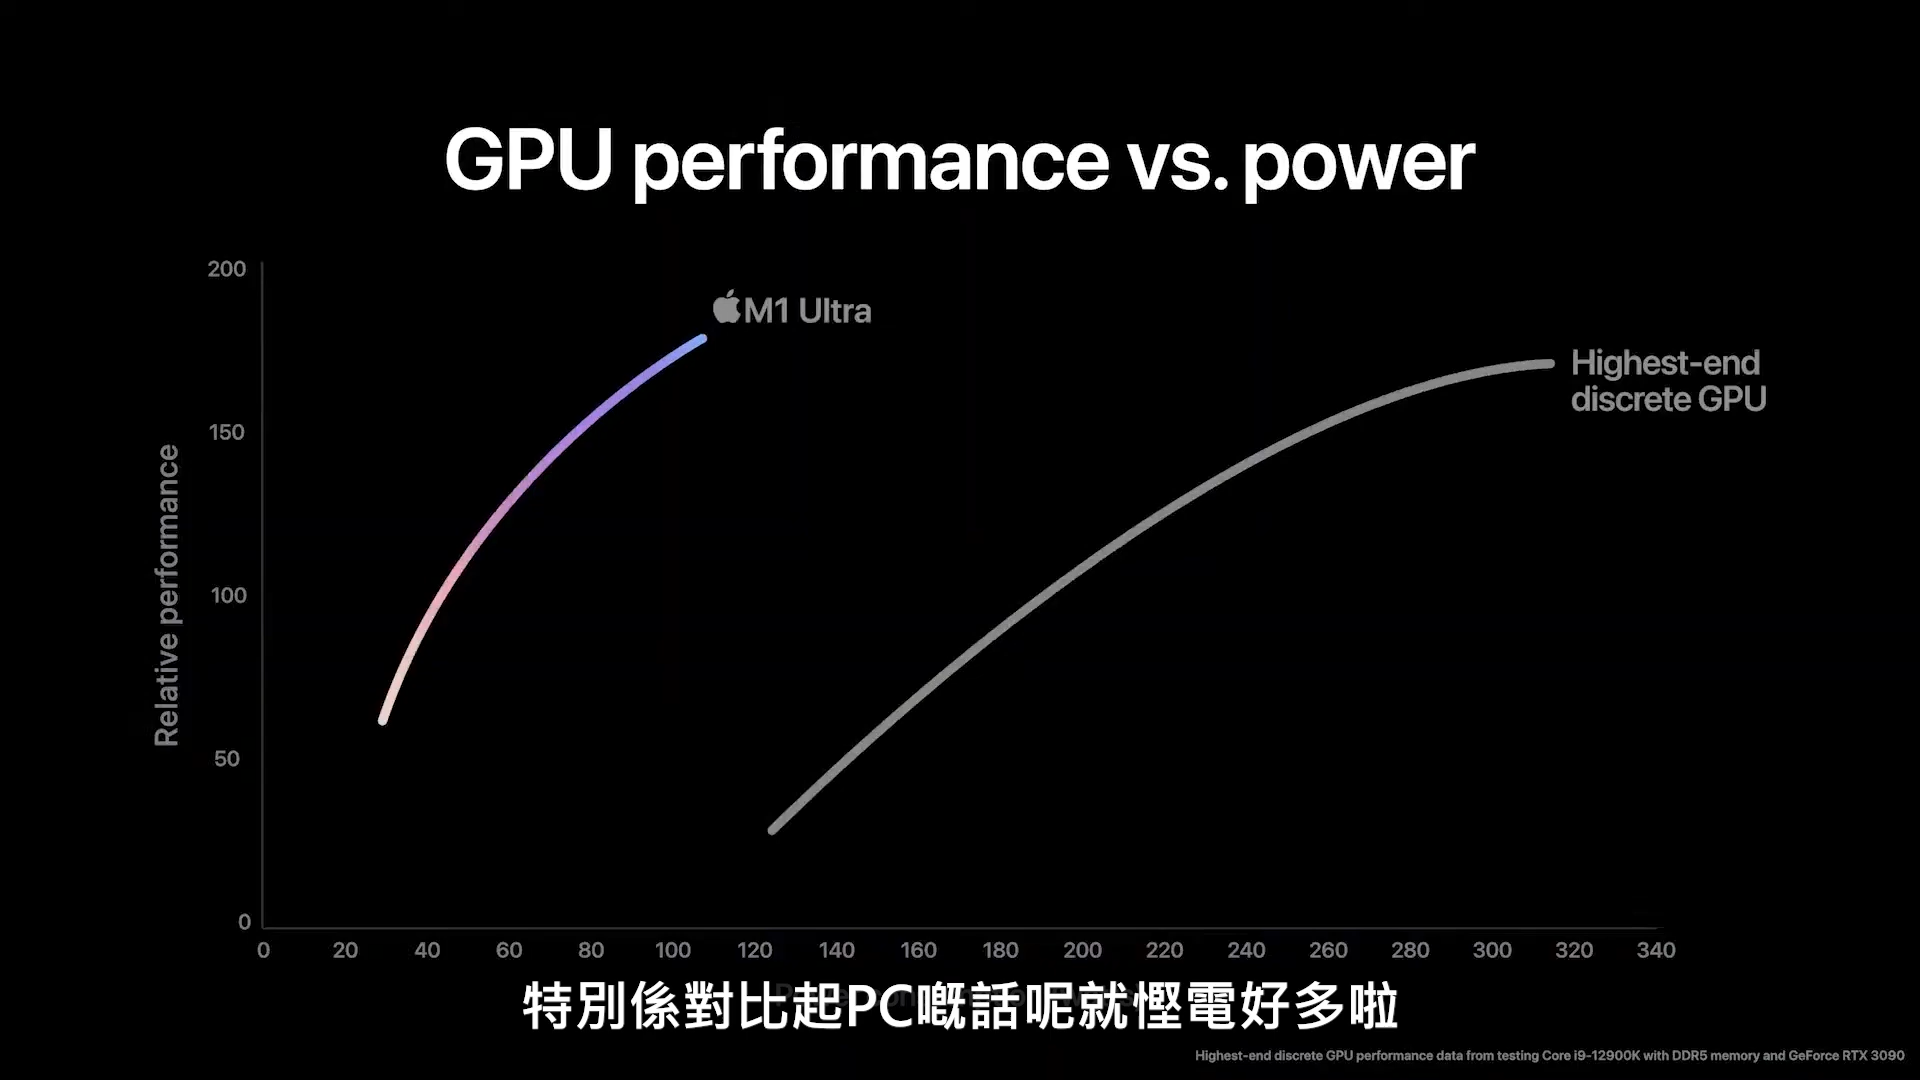 GPU performance vs. power
200
M1 Ultra
Highest-end
discrete GPU
150
Relative performance
100
50
0
0 20 40 60 80 100 120 140 160 180 200 220 240 260 280 300 320 340
特別係對比起PC嘅話呢就慳電好多啦
Highest-end discrete GPU performance data from testing Core i9-12900K with DDR5 memory and GeForce RTX 3090